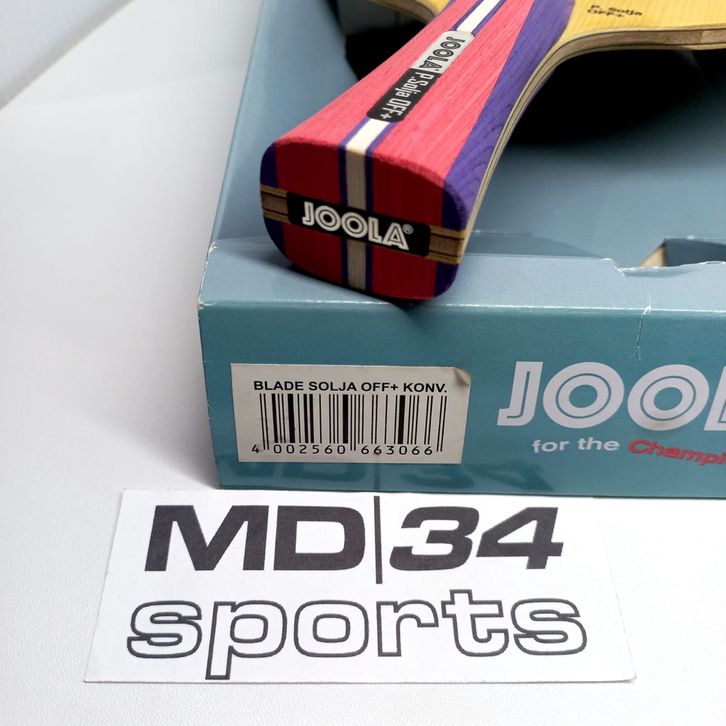 P. Solja
OFF+
JOOLA P. Solja OFF+
JOOLA®
BLADE SOLJA OFF+ KONV.
4 002560 663066
JOOL
for the Champi
MD|34
sports